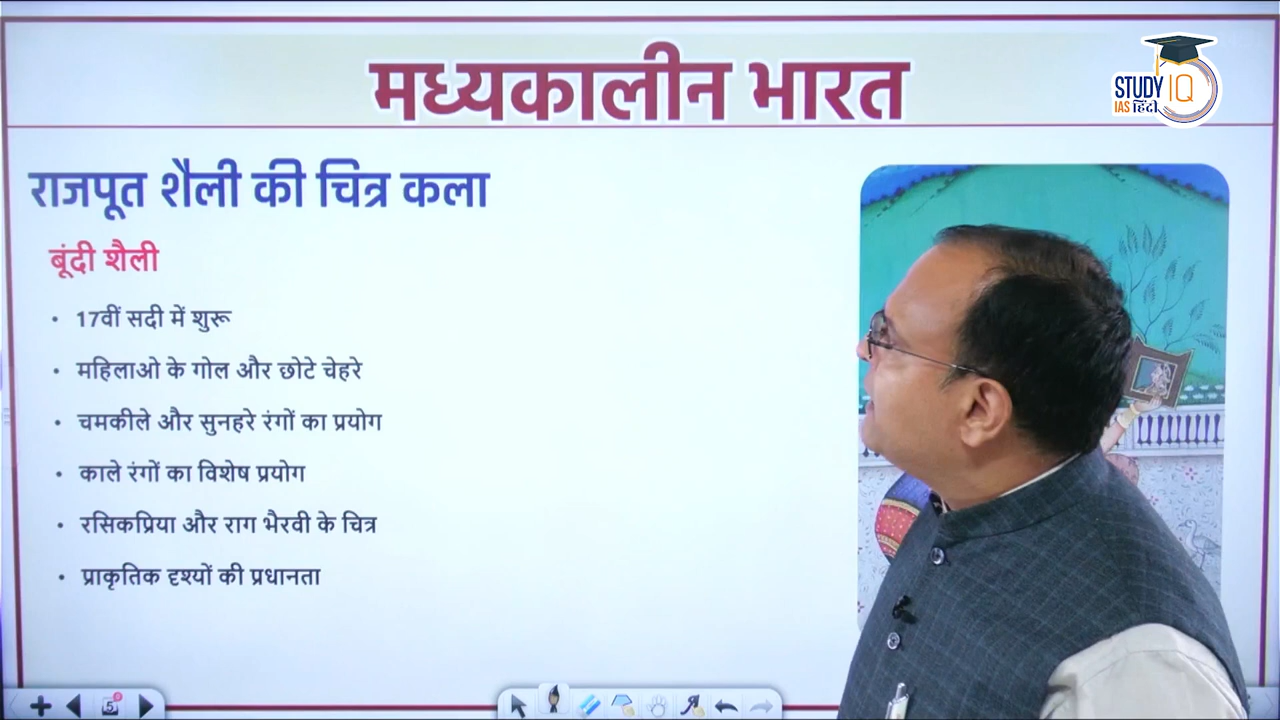 मध्यकालीन भारत
STUDY IQ
IAS हिंदी
राजपूत शैली की चित्र कला
बूंदी शैली
• 17वीं सदी में शुरू
• महिलाओ के गोल और छोटे चेहरे
• चमकीले और सुनहरे रंगों का प्रयोग
• काले रंगों का विशेष प्रयोग
• रसिकप्रिया और राग भैरवी के चित्र
• प्राकृतिक दृश्यों की प्रधानता
5